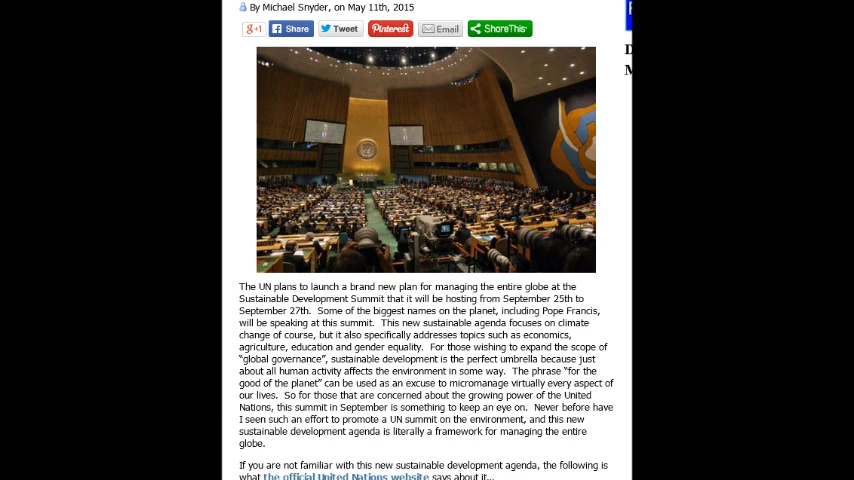 By Michael Snyder, on May 11th, 2015
g+1 Share Tweet Pinterest Email ShareThis
D
M
The UN plans to launch a brand new plan for managing the entire globe at the
Sustainable Development Summit that it will be hosting from September 25th to
September 27th.  Some of the biggest names on the planet, including Pope Francis,
will be speaking at this summit.  This new sustainable agenda focuses on climate
change of course, but it also specifically addresses topics such as economics,
agriculture, education and gender equality.  For those wishing to expand the scope of
“global governance”, sustainable development is the perfect umbrella because just
about all human activity affects the environment in some way.  The phrase “for the
good of the planet” can be used as an excuse to micromanage virtually every aspect of
our lives.  So for those that are concerned about the growing power of the United
Nations, this summit in September is something to keep an eye on.  Never before have
I seen such an effort to promote a UN summit on the environment, and this new
sustainable development agenda is literally a framework for managing the entire
globe.
If you are not familiar with this new sustainable development agenda, the following is
what the official United Nations website says about it…